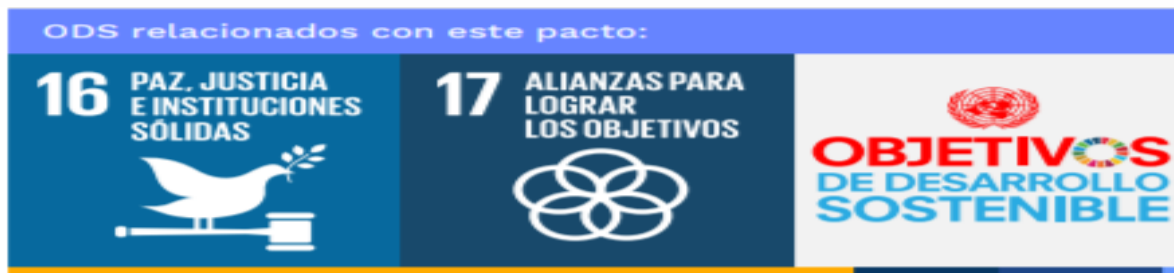 ODS relacionados con este pacto:
16 PAZ, JUSTICIA
E INSTITUCIONES
SÓLIDAS
17 ALIANZAS PARA
LOGRAR
LOS OBJETIVOS
OBJETIVOS
DE DESARROLLO
SOSTENIBLE